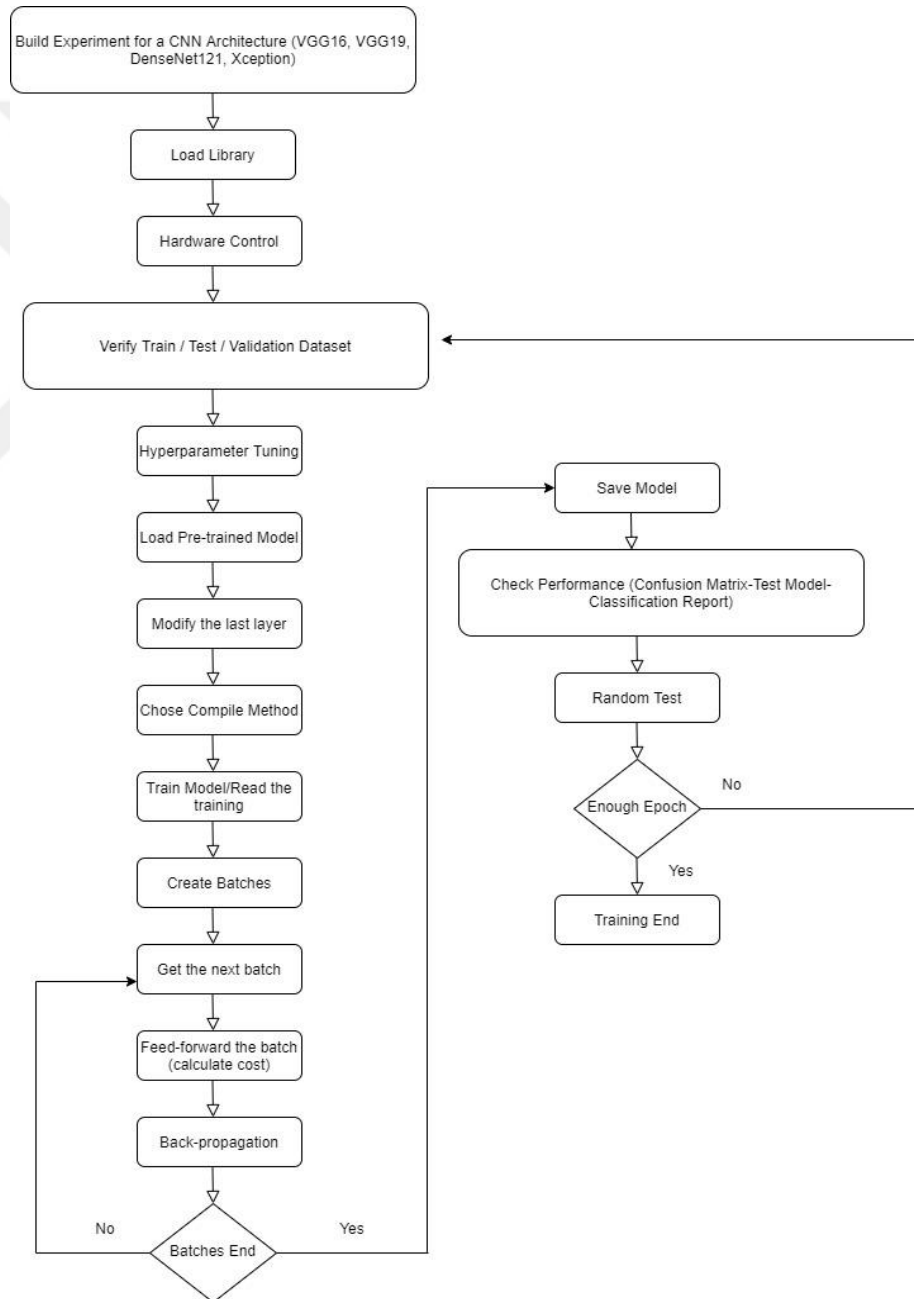 Build Experiment for a CNN Architecture (VGG16, VGG19,
DenseNet121, Xception)
Load Library
Hardware Control
Verify Train / Test / Validation Dataset
Hyperparameter Tuning
Load Pre-trained Model
Modify the last layer
Chose Compile Method
Train Model/Read the
training
Create Batches
Get the next batch
Feed-forward the batch
(calculate cost)
Back-propagation
No
Batches End
Yes
Save Model
Check Performance (Confusion Matrix-Test Model-
Classification Report)
Random Test
Enough Epoch
No
Yes
Training End